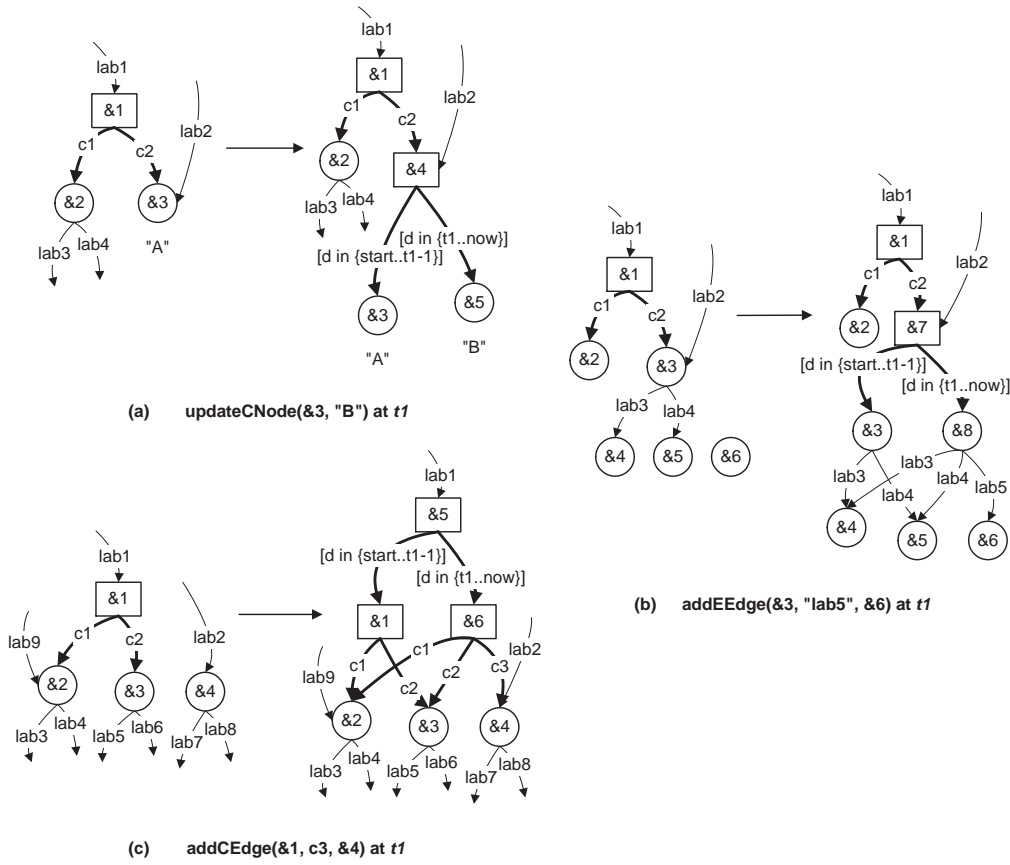 lab1
&1
c1
c2
lab2
&2
&3
lab3
lab4
"A"
lab1
&1
c1
c2
lab2
&2
&4
lab3
lab4
[d in {t1..now}]
[d in {start..t1-1}]
&3
&5
"A"
"B"
(a) updateCNode(&3, "B") at t1
lab1
&1
c1
c2
lab2
&2
&3
lab3
lab4
&4
&5
&6
lab1
&1
c1
c2
lab2
&2
&7
[d in {start..t1-1}]
[d in {t1..now}]
&3
&8
lab3
lab3
lab4
lab4
lab5
&4
&5
&6
(b) addEEdge(&3, "lab5", &6) at t1
lab1
&1
lab9
c1
c2
lab2
&2
&3
&4
lab3
lab4
lab5
lab6
lab7
lab8
lab1
&5
[d in {start..t1-1}]
[d in {t1..now}]
&1
&6
lab9
c1
c1
c2
c2
c3
lab2
&2
&3
&4
lab3
lab4
lab5
lab6
lab7
lab8
(c) addCEdge(&1, c3, &4) at t1